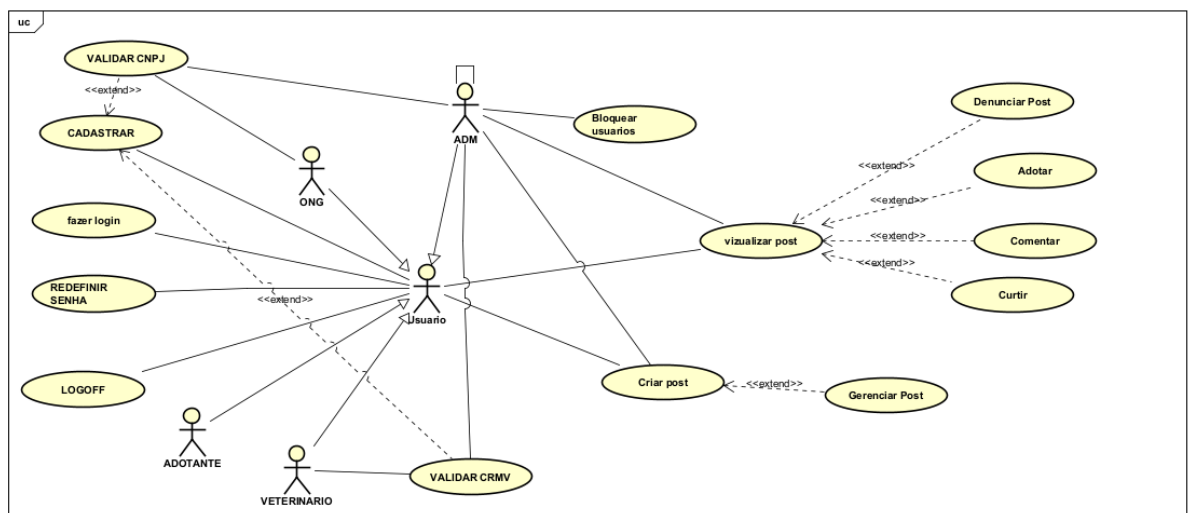 uc
VALIDAR CNPJ
<<extend>>
CADASTRAR
ONG
ADM
Bloquear
usuarios
Denunciar Post
<<extend>>
Adotar
<<extend>>
fazer login
vizualizar post
<<extend>>
Comentar
<<extend>>
Curtir
REDEFINIR
SENHA
<<extend>>
Usuario
LOGOFF
Criar post
<<extend>>
Gerenciar Post
ADOTANTE
VETERINARIO
VALIDAR CRMV